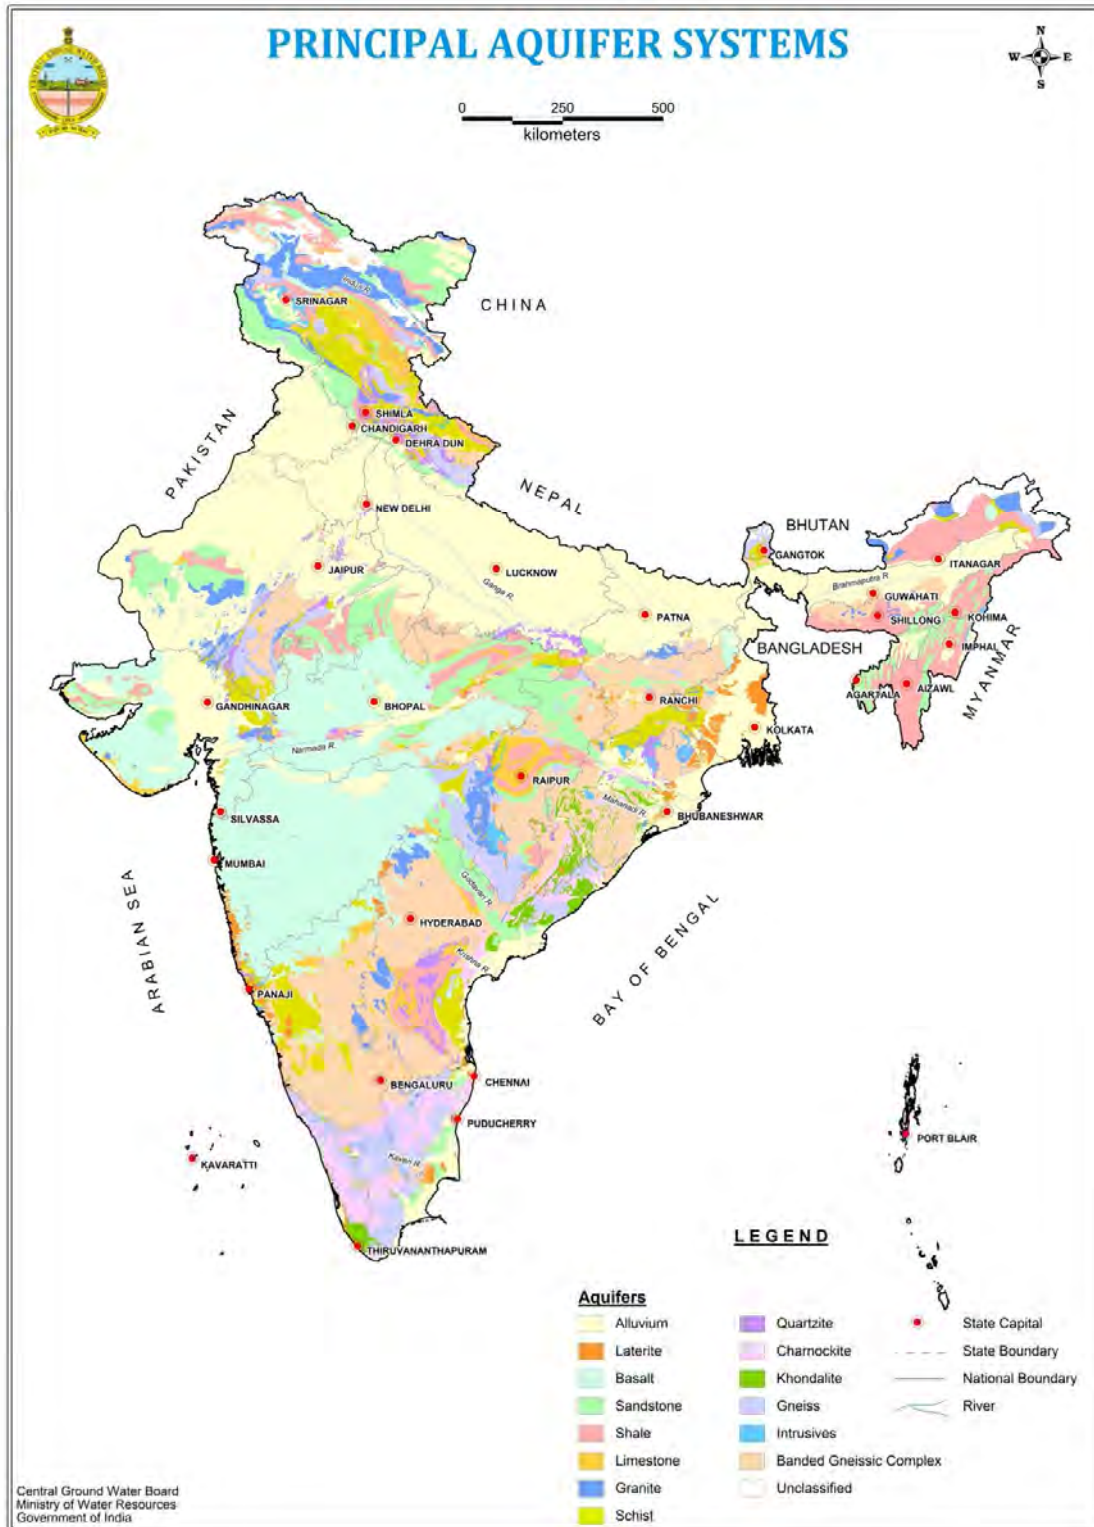 PRINCIPAL AQUIFER SYSTEMS
N
W E
S
0 250 500
kilometers
CHINA
Indus R.
SRINAGAR
PAKISTAN
SHIMLA
CHANDIGARH
DEHRA DUN
NEPAL
NEW DELHI
BHUTAN
GANGTOK
ITANAGAR
JAIPUR
LUCKNOW
Ganga R.
Brahmaputra R.
GUWAHATI
PATNA
SHILLONG
KOHIMA
BANGLADESH
IMPHAL
MYANMAR
AGARTALA
AIZAWL
GANDHINAGAR
BHOPAL
RANCHI
KOLKATA
Narmada R.
RAIPUR
Mahanadi R.
SILVASSA
BHUBANESHWAR
MUMBAI
ARABIAN SEA
Godavari R.
HYDERABAD
BAY OF BENGAL
Krishna R.
PANAJI
BENGALURU
CHENNAI
PUDUCHERRY
PORT BLAIR
KAVARATTI
Kaveri R.
THIRUVANANTHAPURAM
LEGEND
Aquifers
Alluvium
Laterite
Basalt
Sandstone
Shale
Limestone
Granite
Schist
Quartzite
Charnockite
Khondalite
Gneiss
Intrusives
Banded Gneissic Complex
Unclassified
State Capital
State Boundary
National Boundary
River
Central Ground Water Board
Ministry of Water Resources
Government of India